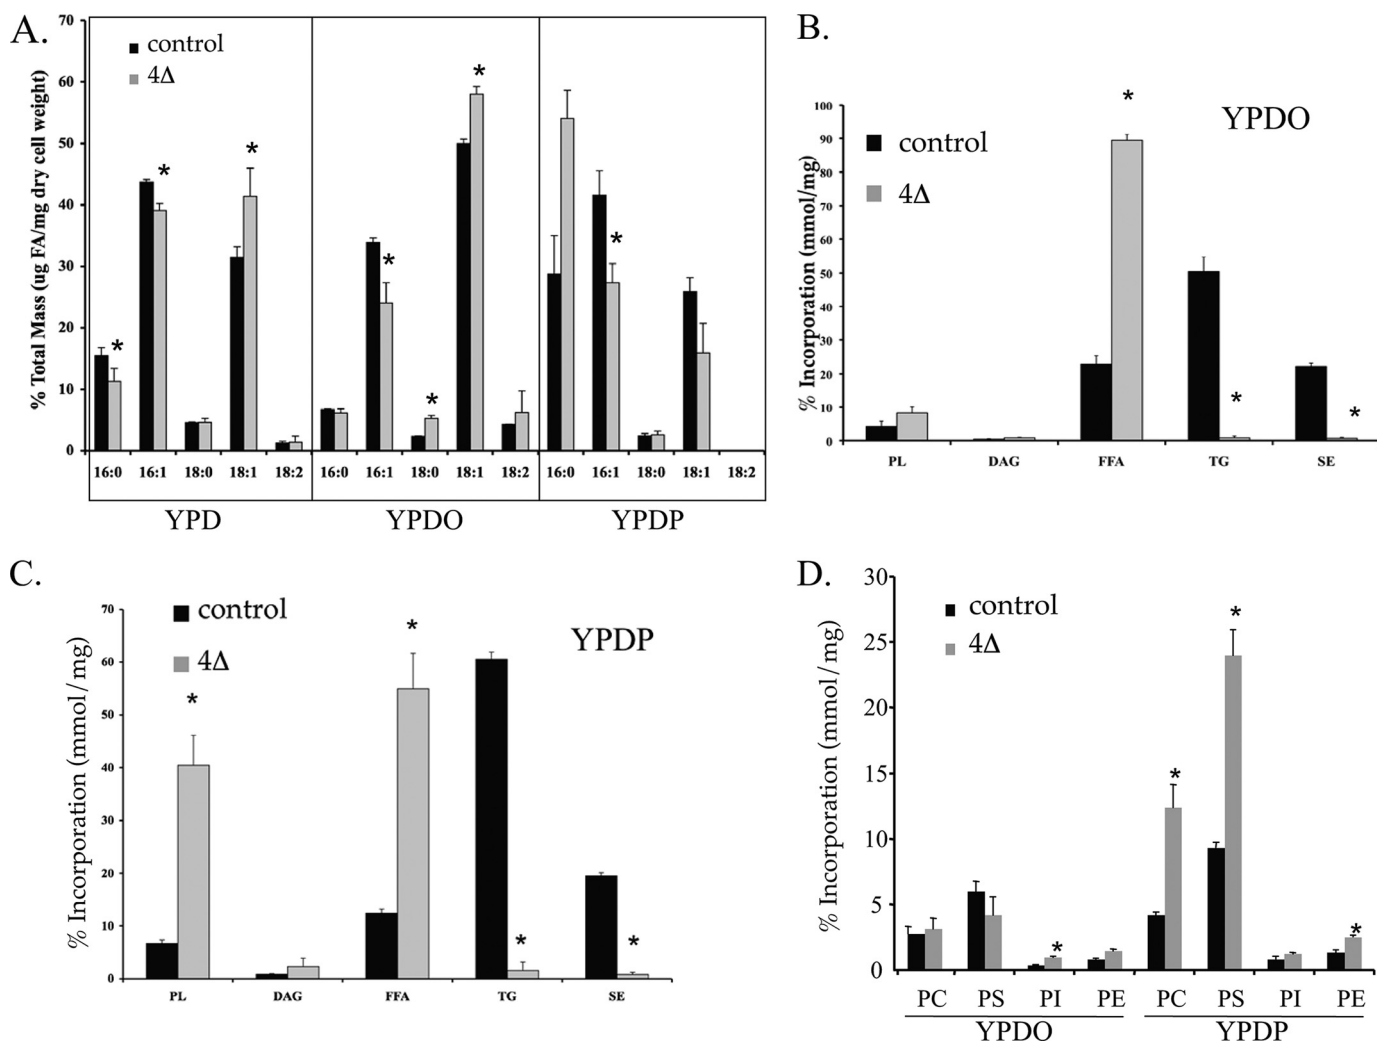 A.
% Total Mass (ug FA/mg dry cell weight)
70
60
50
40
30
20
10
0
control
4Δ
*
*
*
*
*
*
*
*
16:0 16:1 18:0 18:1 18:2 16:0 16:1 18:0 18:1 18:2 16:0 16:1 18:0 18:1 18:2
YPD YPDO YPDP
B.
YPDO
% Incorporation (mmol/mg)
100
90
80
70
60
50
40
30
20
10
0
control
4Δ
*
*
*
PL DAG FFA TG SE
C.
YPDP
% Incorporation (mmol/mg)
70
60
50
40
30
20
10
0
control
4Δ
*
*
*
*
PL DAG FFA TG SE
D.
% Incorporation (mmol/mg)
30
25
20
15
10
5
0
control
4Δ
*
*
*
*
PC PS PI PE PC PS PI PE
YPDO YPDP